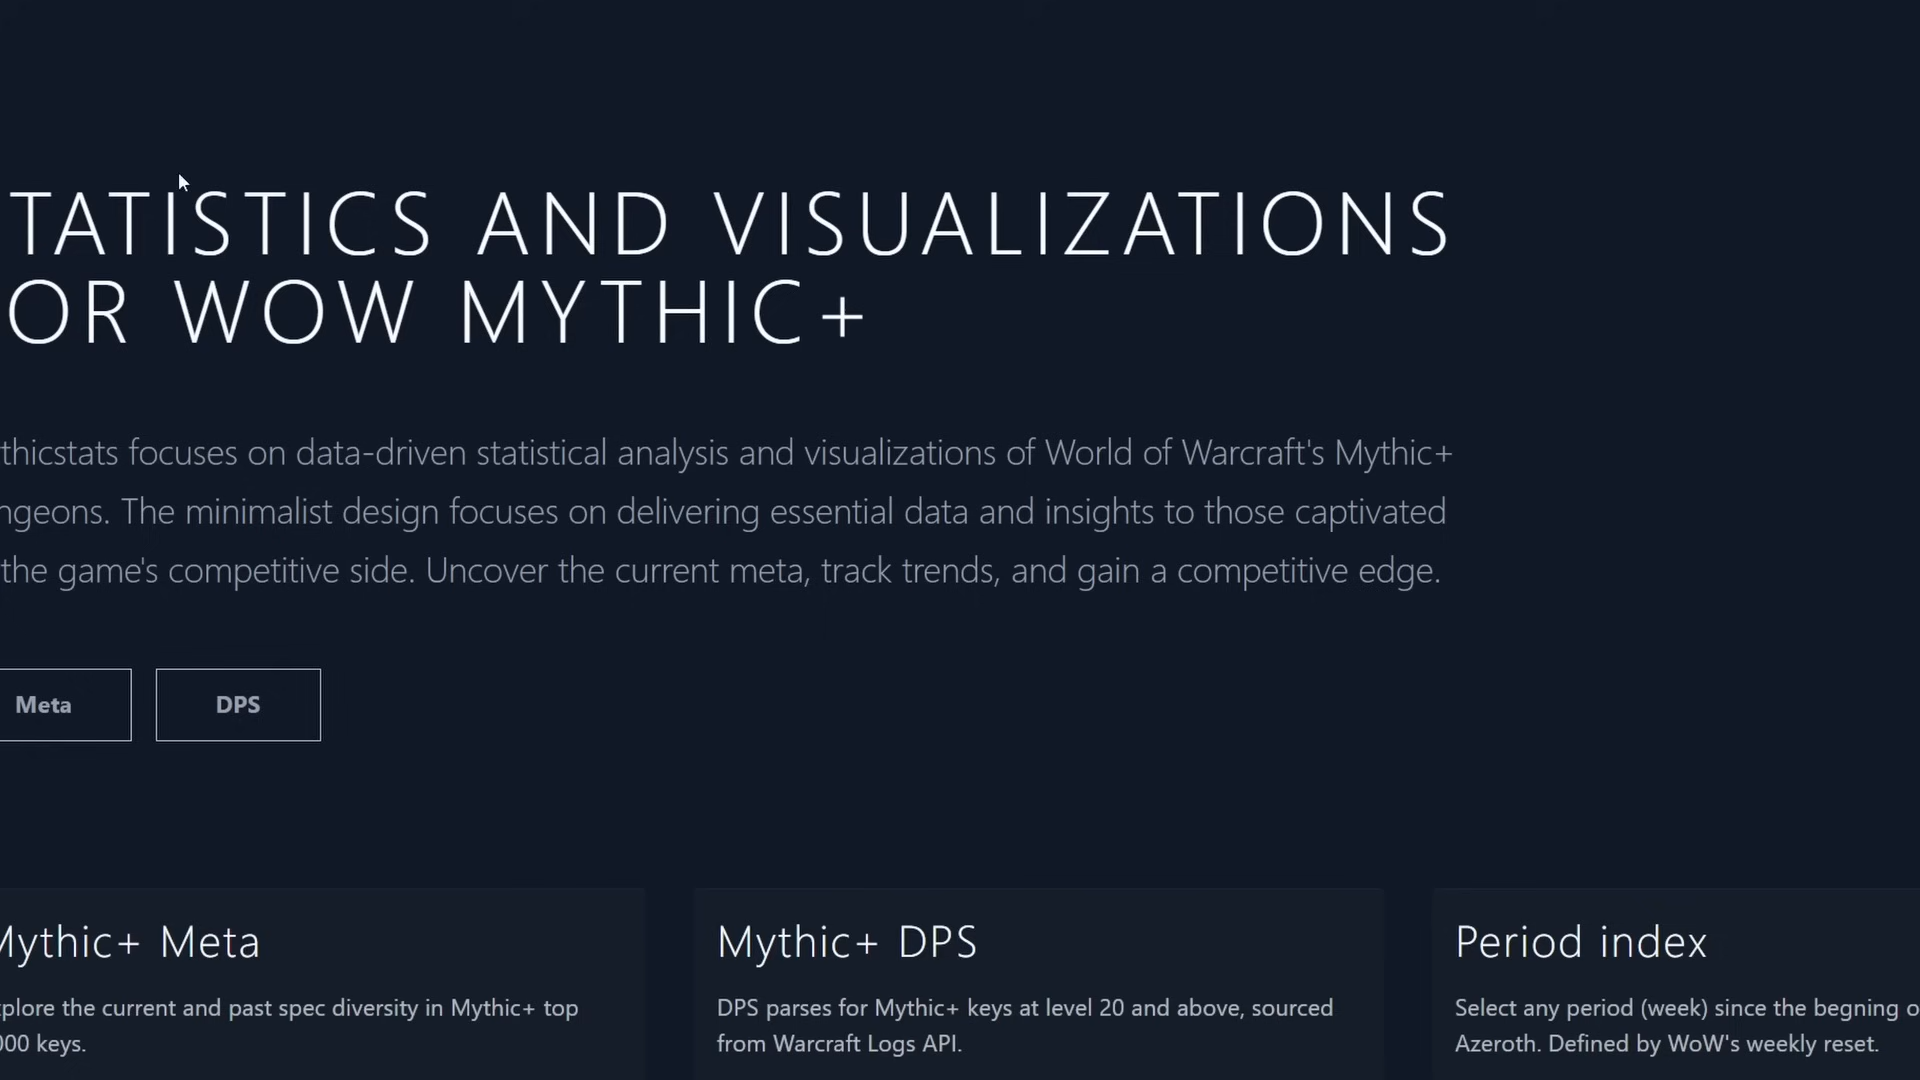 TATISTICS AND VISUALIZATIONS
OR WOW MYTHIC+
thicstats focuses on data-driven statistical analysis and visualizations of World of Warcraft's Mythic+
ngeons. The minimalist design focuses on delivering essential data and insights to those captivated
the game's competitive side. Uncover the current meta, track trends, and gain a competitive edge.
Meta
DPS
Mythic+ Meta
plore the current and past spec diversity in Mythic+ top
000 keys.
Mythic+ DPS
DPS parses for Mythic+ keys at level 20 and above, sourced
from Warcraft Logs API.
Period index
Select any period (week) since the begning o
Azeroth. Defined by WoW's weekly reset.